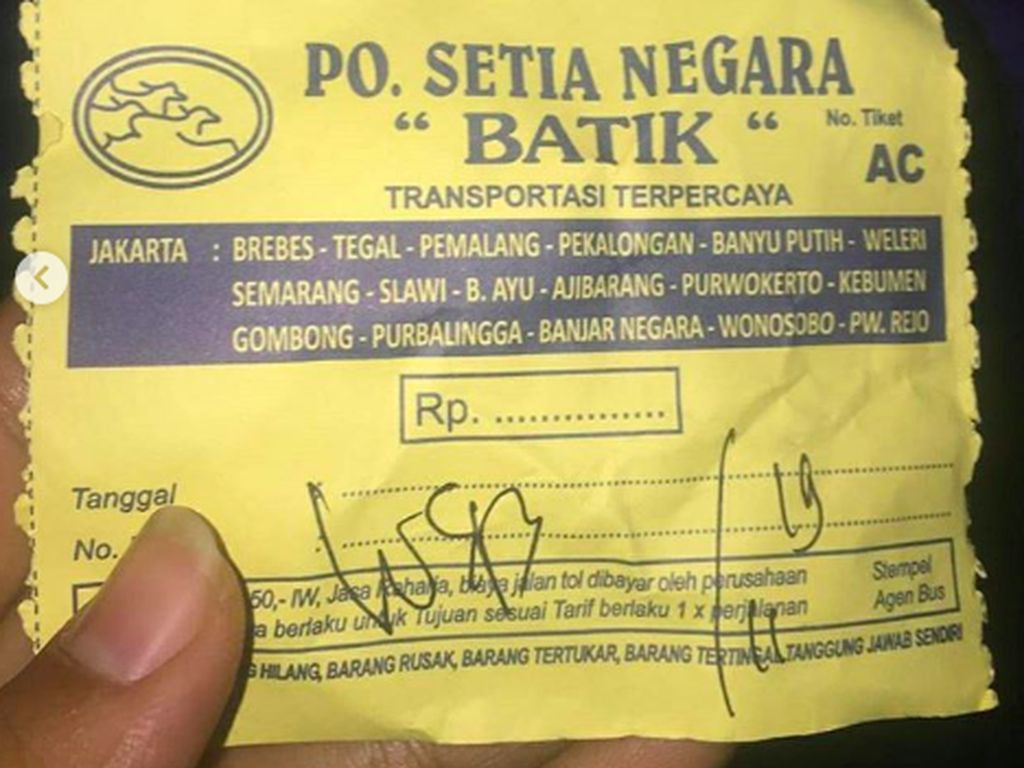 PO. SETIA NEGARA
“ BATIK “
No. Tiket
AC
TRANSPORTASI TERPERCAYA
JAKARTA : BREBES - TEGAL - PEMALANG - PEKALONGAN - BANYU PUTIH - WELERI
SEMARANG - SLAWI - B. AYU - AJIBARANG - PURWOKERTO - KEBUMEN
GOMBONG - PURBALINGGA - BANJAR NEGARA - WONOSOBO - PW. REJO
Rp. ...............
Tanggal
No.
50,- IW, Jasa Raharja, biaya jalan tol dibayar oleh perusahaan
berlaku untuk Tujuan sesuai Tarif berlaku 1 x perjalanan
Stempel
Agen Bus
HILANG, BARANG RUSAK, BARANG TERTUKAR, BARANG TERTINGAL TANGGUNG JAWAB SENDIRI